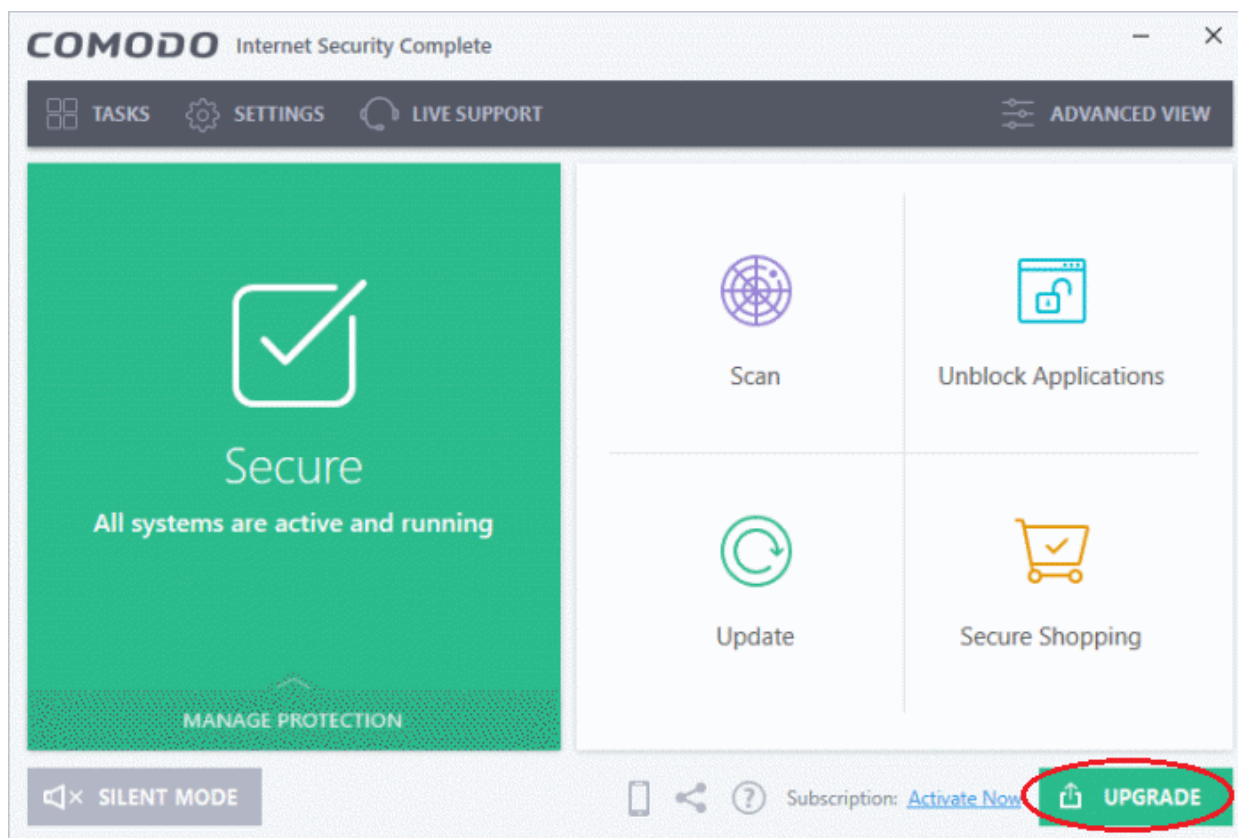 COMODO Internet Security Complete
TASKS SETTINGS LIVE SUPPORT ADVANCED VIEW
Secure
All systems are active and running
MANAGE PROTECTION
Scan
Unblock Applications
Update
Secure Shopping
SILENT MODE
? Subscription: Activate Now UPGRADE